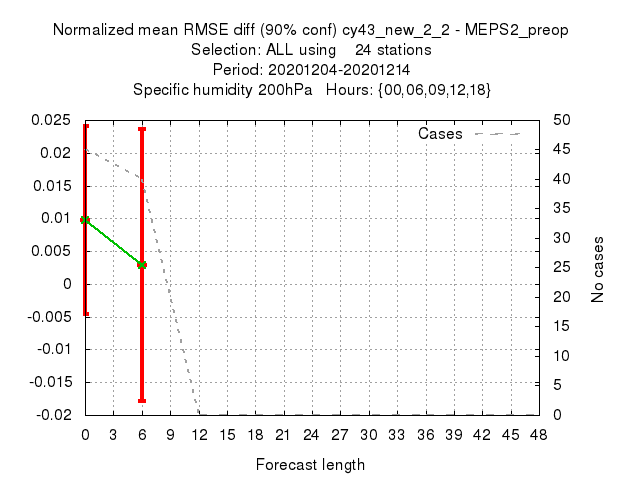 Normalized mean RMSE diff (90% conf) cy43_new_2_2 - MEPS2_preop
Selection: ALL using 24 stations
Period: 20201204-20201214
Specific humidity 200hPa Hours: {00,06,09,12,18}
0.025
0.02
0.015
0.01
0.005
0
-0.005
-0.01
-0.015
-0.02
Cases
50
45
40
35
30
25
20
15
10
5
0
No cases
0 3 6 9 12 15 18 21 24 27 30 33 36 39 42 45 48
Forecast length